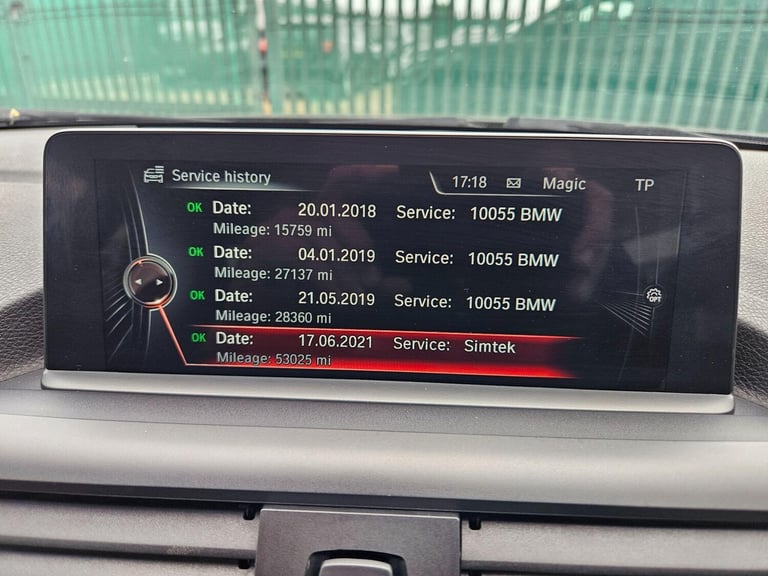 Service history 17:18 Magic TP
OK Date: 20.01.2018 Service: 10055 BMW
Mileage: 15759 mi
OK Date: 04.01.2019 Service: 10055 BMW
Mileage: 27137 mi
OK Date: 21.05.2019 Service: 10055 BMW
Mileage: 28360 mi
OPT
OK Date: 17.06.2021 Service: Simtek
Mileage: 53025 mi